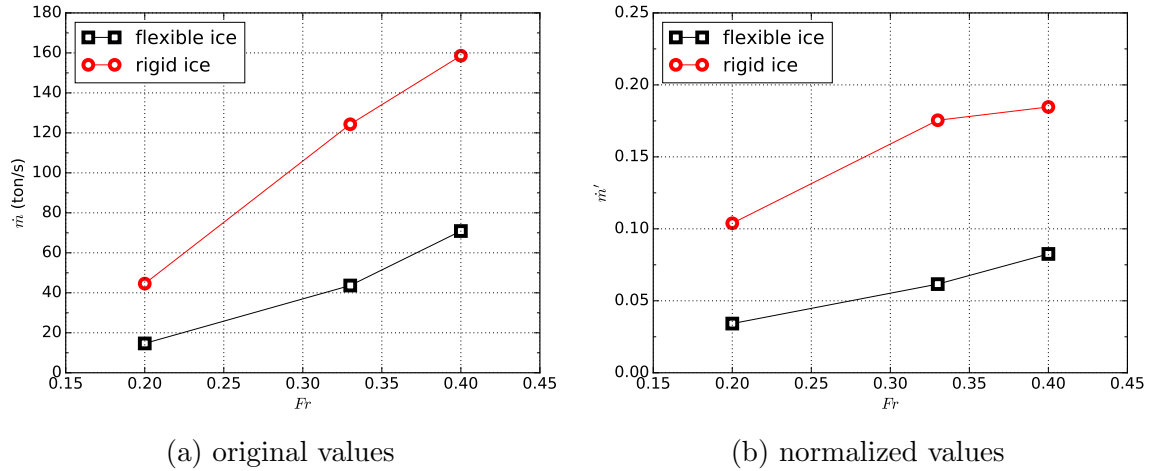 180
160
140
120
100
80
60
40
20
0
ṁ (ton/s)
flexible ice
rigid ice
0.15 0.20 0.25 0.30 0.35 0.40 0.45
Fr
(a) original values
0.25
0.20
0.15
0.10
0.05
0.00
ṁ′
flexible ice
rigid ice
0.15 0.20 0.25 0.30 0.35 0.40 0.45
Fr
(b) normalized values